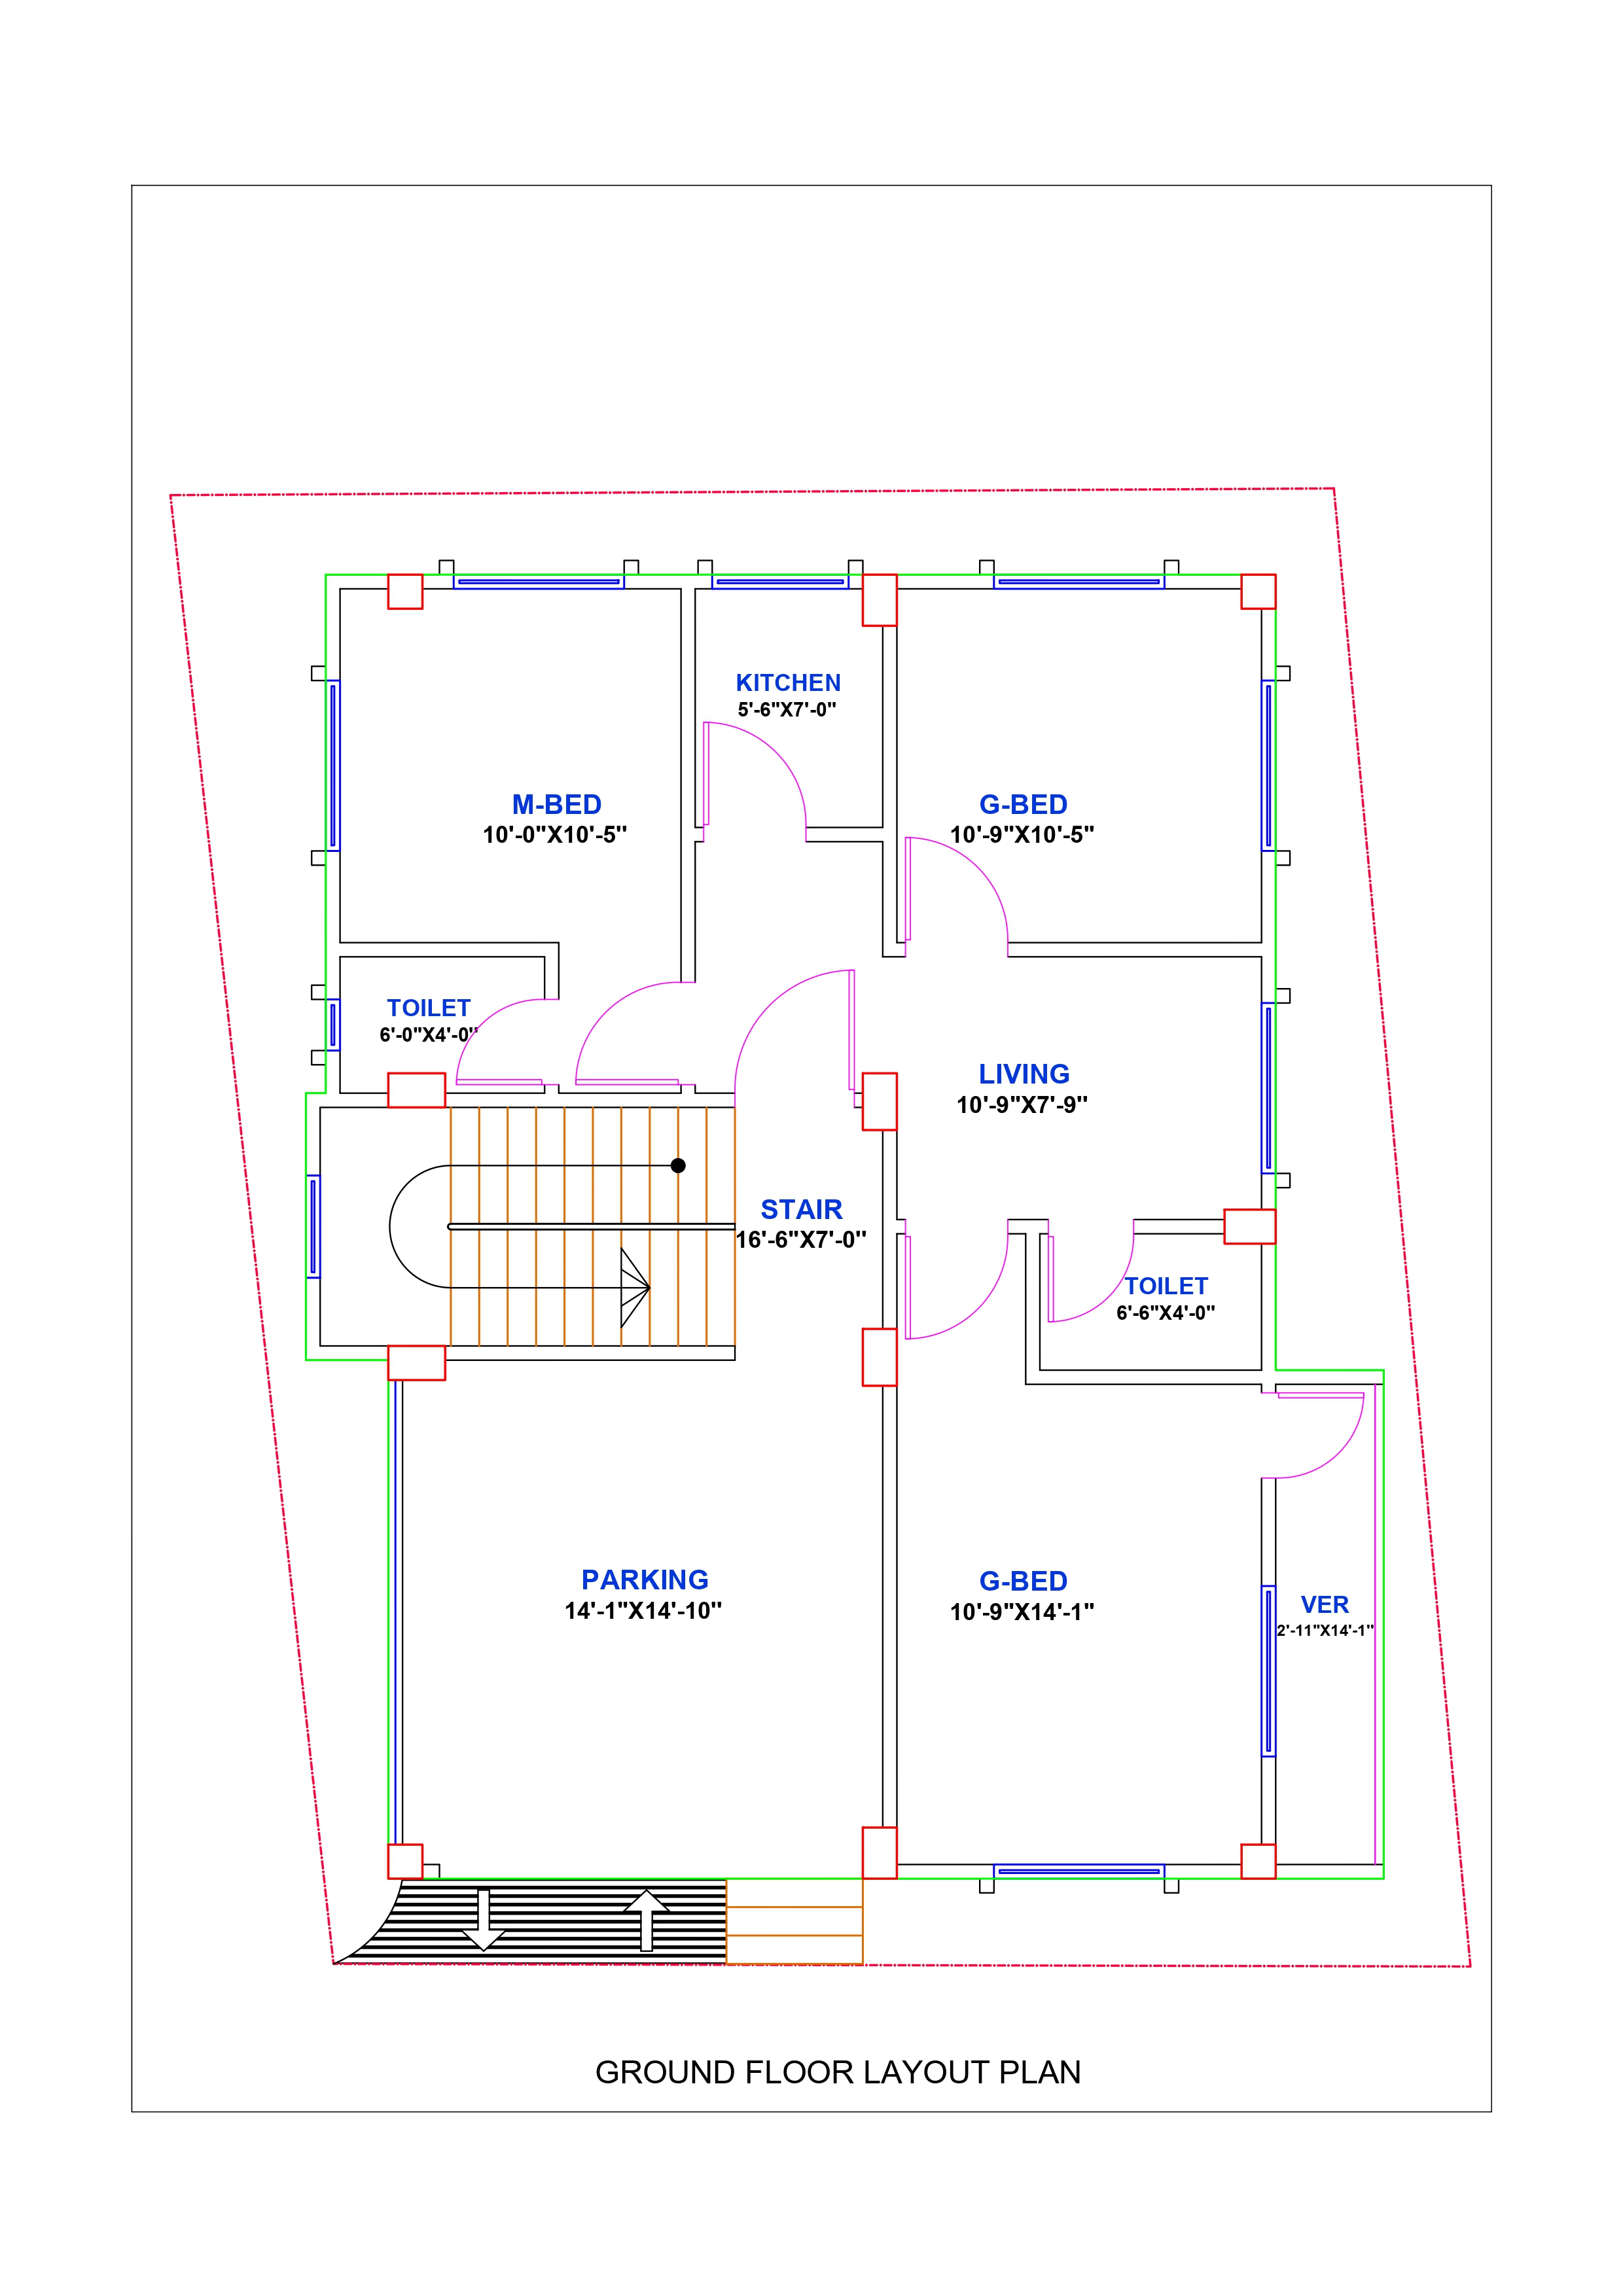 M-BED
10'-0"X10'-5"
KITCHEN
5'-6"X7'-0"
G-BED
10'-9"X10'-5"
TOILET
6'-0"X4'-0"
LIVING
10'-9"X7'-9"
STAIR
16'-6"X7'-0"
TOILET
6'-6"X4'-0"
PARKING
14'-1"X14'-10"
G-BED
10'-9"X14'-1"
VER
2'-11"X14'-1"
GROUND FLOOR LAYOUT PLAN